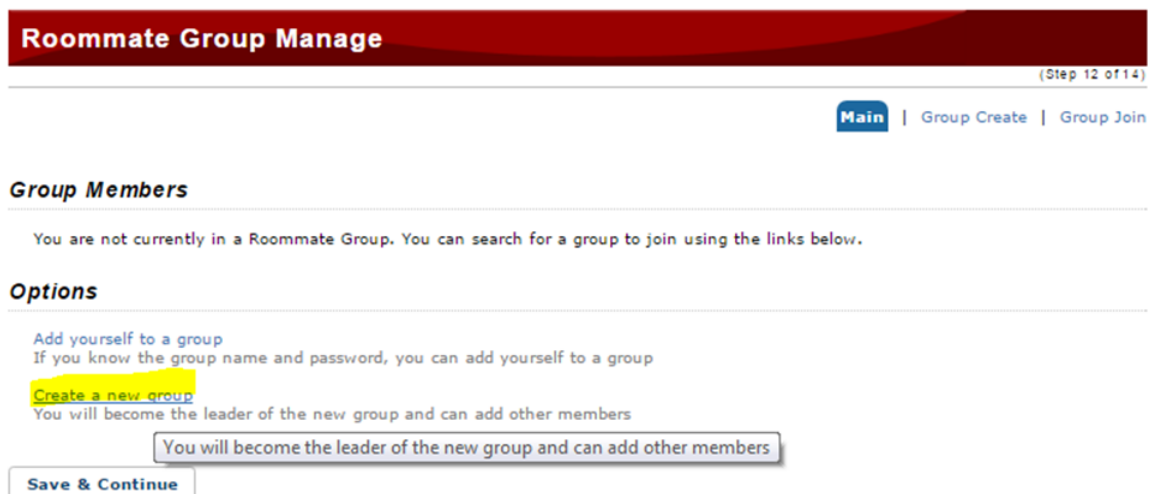 Roommate Group Manage
(Step 12 of 14)
Main | Group Create | Group Join
Group Members
You are not currently in a Roommate Group. You can search for a group to join using the links below.
Options
Add yourself to a group
If you know the group name and password, you can add yourself to a group
Create a new group
You will become the leader of the new group and can add other members
You will become the leader of the new group and can add other members
Save & Continue